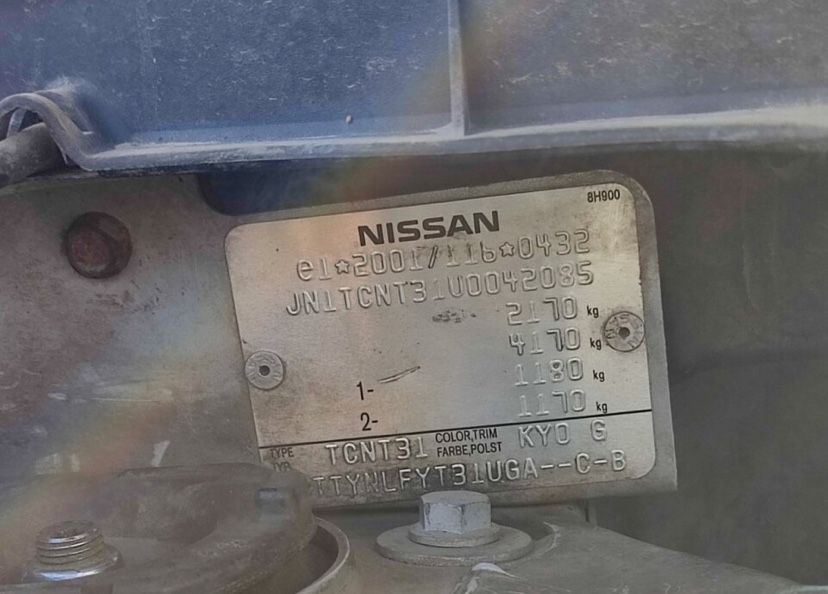 8H900
NISSAN
e1*2001/116*0432
JN1TCNT31U0042085
2170 kg
4170 kg
1- 1180 kg
2- 1170 kg
TYPE TCNT31 COLOR,TRIM KY0 G
TYP FARBE,POLST
TTYNLFYT31UGA--C-B